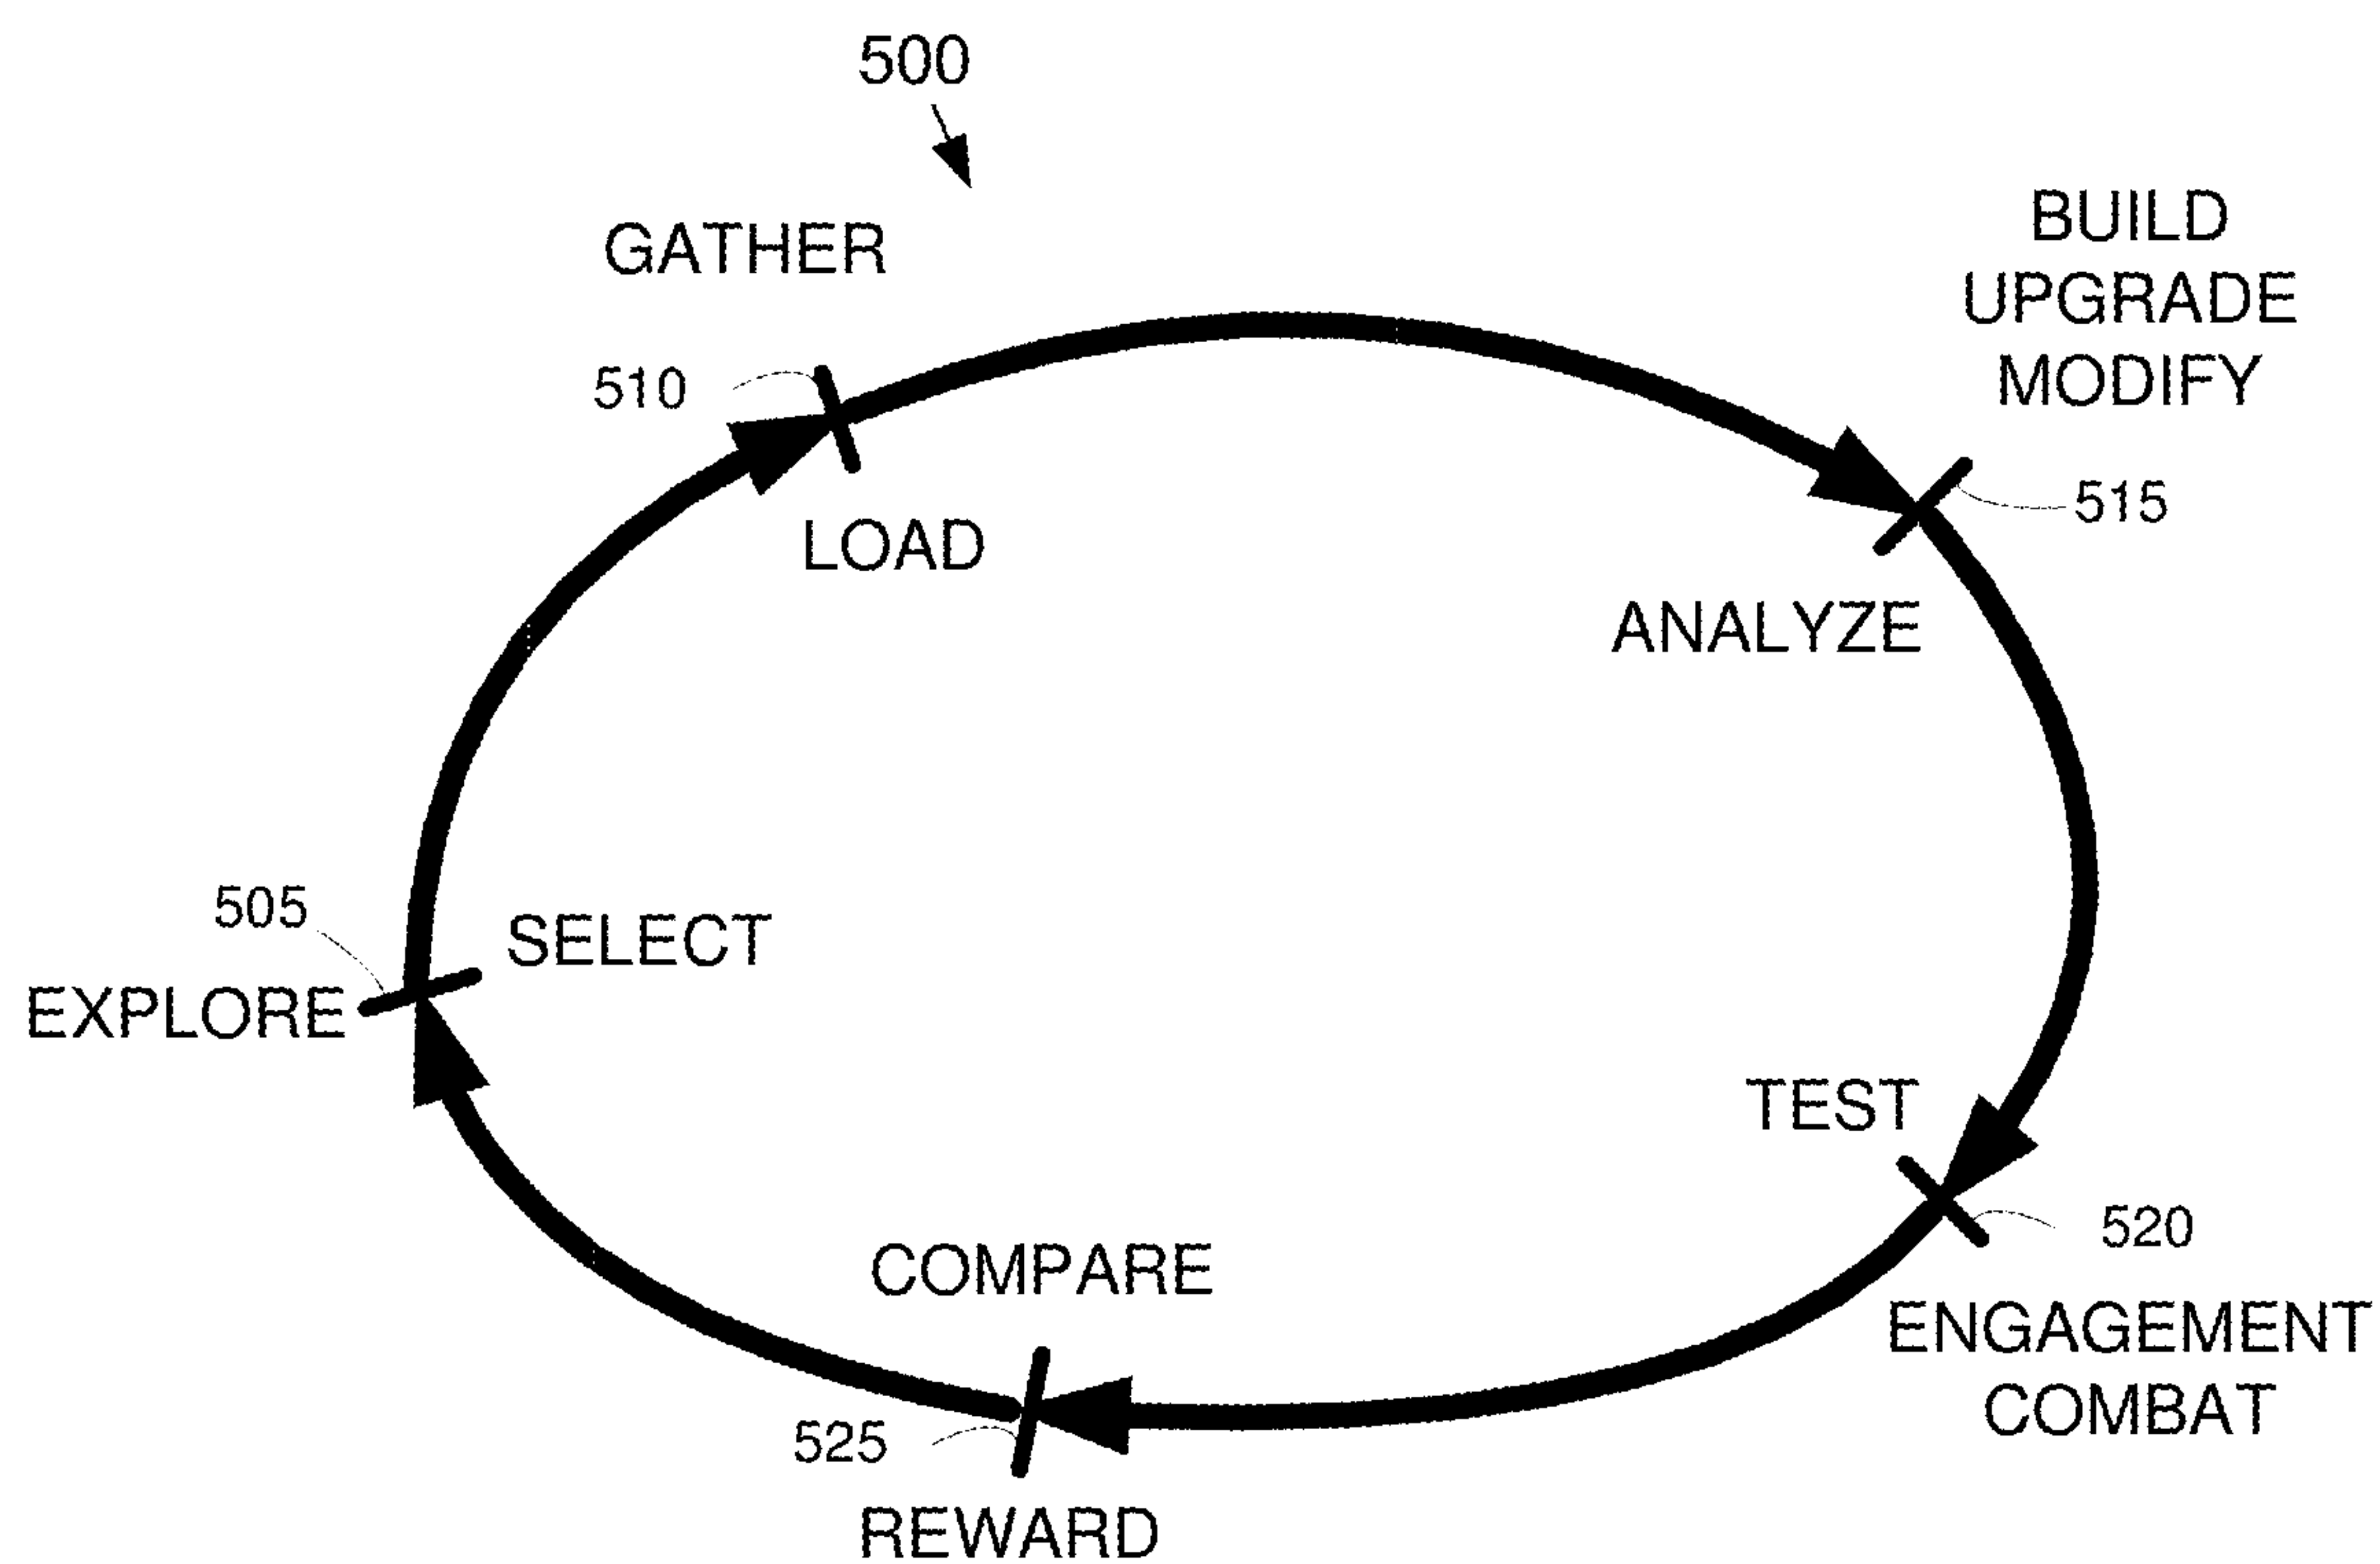 500
GATHER
BUILD
UPGRADE
MODIFY
510
515
LOAD
ANALYZE
505
SELECT
EXPLORE
TEST
520
COMPARE
ENGAGEMENT
COMBAT
525
REWARD